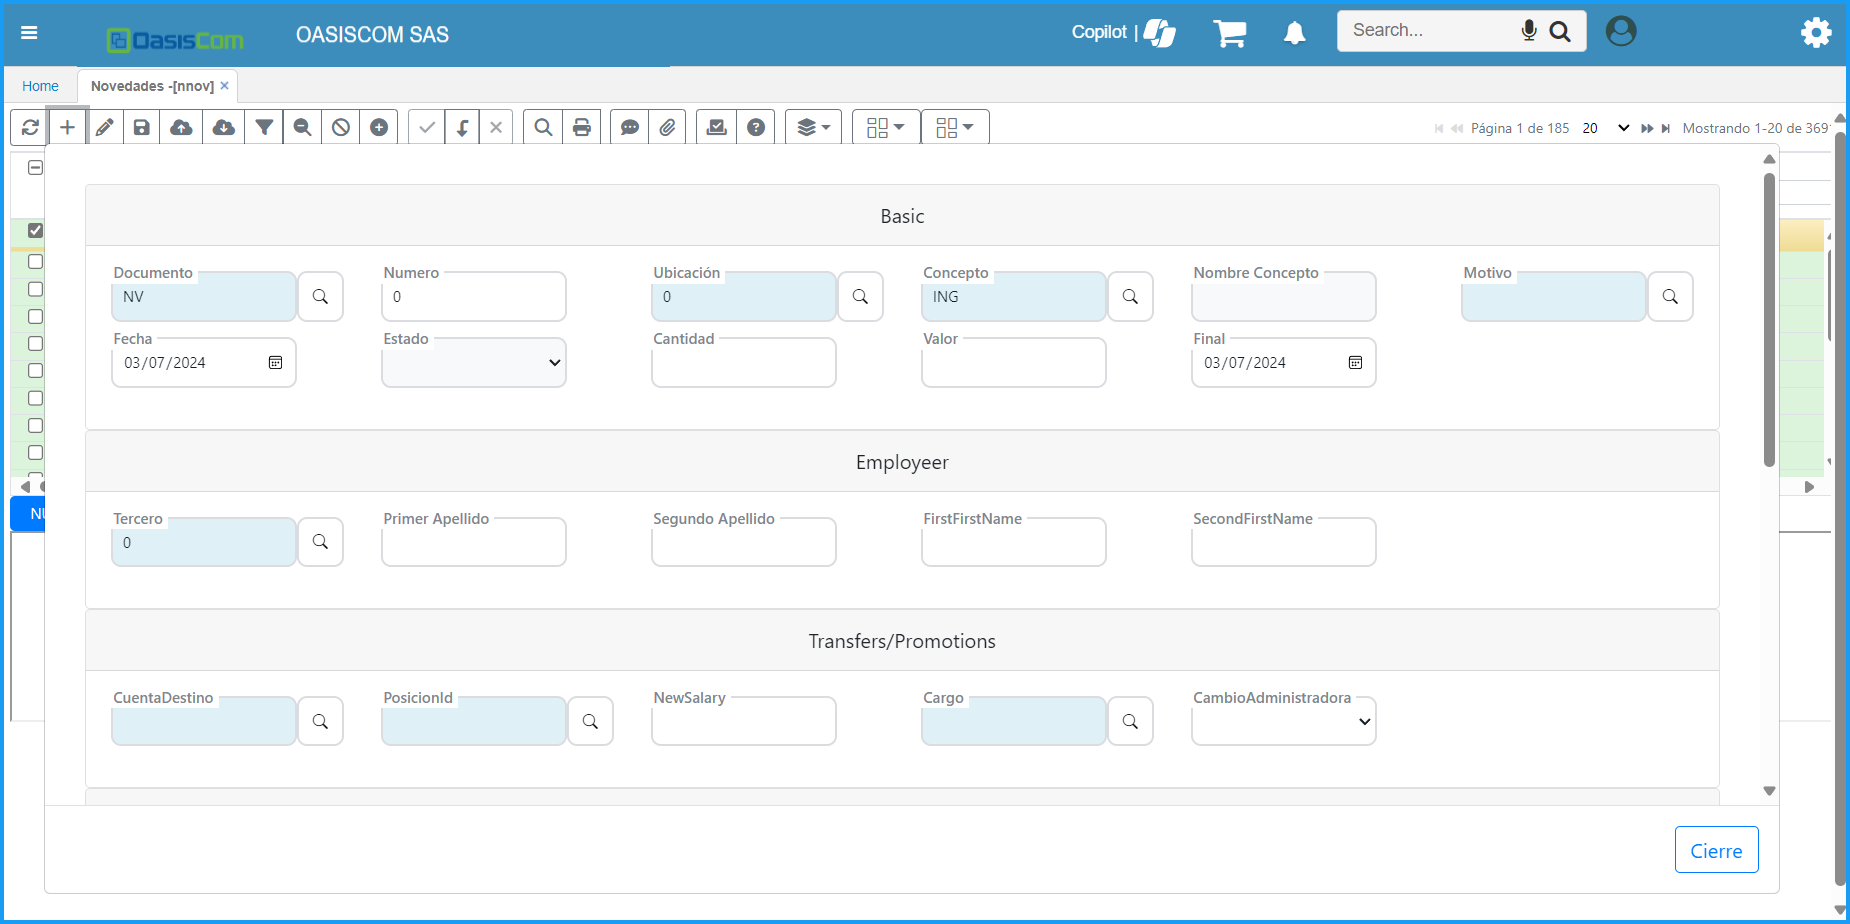 OasisCom OASISCOM SAS Copilot | Search...
Home Novedades -[nnov] ×
Página 1 de 185 20 Mostrando 1-20 de 369
Basic
Documento Numero Ubicación Concepto Nombre Concepto Motivo
NV 0 0 ING
Fecha Estado Cantidad Valor Final
03/07/2024 03/07/2024
Employeer
Tercero Primer Apellido Segundo Apellido FirstFirstName SecondFirstName
0
Transfers/Promotions
CuentaDestino PosicionId NewSalary Cargo CambioAdministradora
Cierre